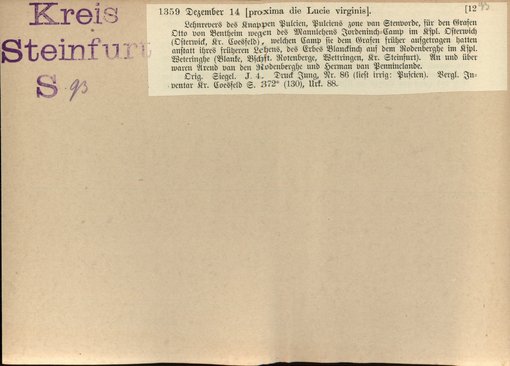 Kreis
Steinfurt
S 93
1359 Dezember 14 [proxima die Lucie virginis]. [12
Lehnrevers des Knappen Pulcien, Pulciens zone van Stenvorde, für den Grafen
Otto von Bentheim wegen des Mannlehens Jordeninch-Camp im Kspl. Osterwich
(Osterwick, Kr. Coesfeld), welchen Camp sie dem Grafen früher aufgetragen hatten
anstatt ihres früheren Lehens, des Erbes Blanckinch auf dem Rodenberghe im Kspl.
Weteringhe (Blanke, Bschft. Rotenberge, Wettringen, Kr. Steinfurt). An und über
waren Arend van den Rodenberghe und Herman van Penninclande.
Orig. Siegel. J. 4. Druck Jung, Nr. 86 (liest irrig: Puscien). Vergl. In-
ventar Kr. Coesfeld S. 372* (130), Urk. 88.